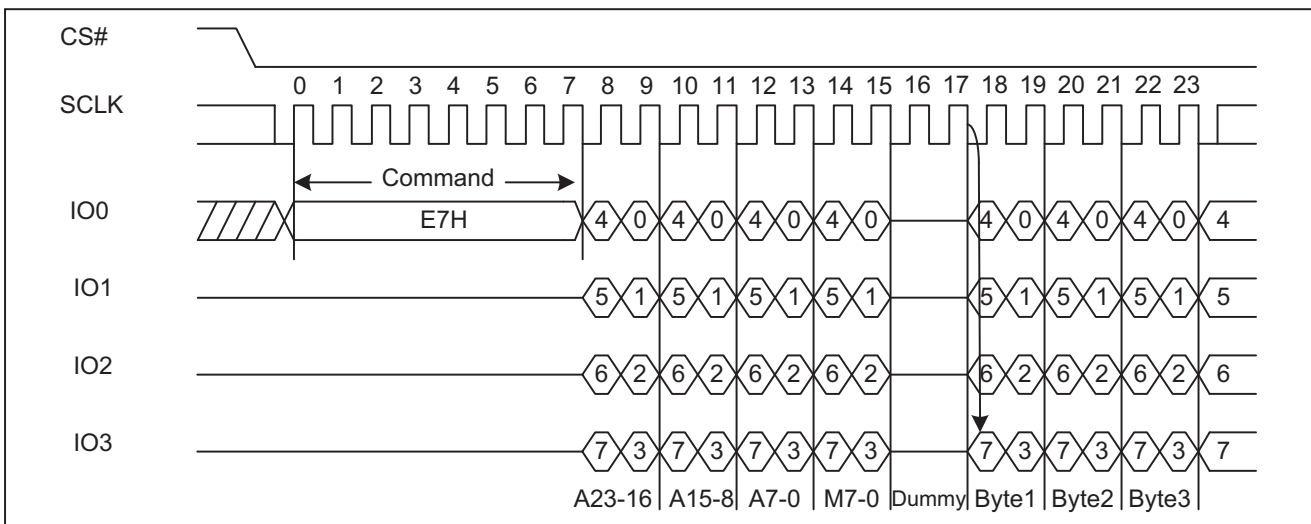 CS#
0 1 2 3 4 5 6 7 8 9 10 11 12 13 14 15 16 17 18 19 20 21 22 23
SCLK
Command
IO0 E7H 4 0 4 0 4 0 4 0 4 0 4 0 4 0 4
IO1 5 1 5 1 5 1 5 1 5 1 5 1 5 1 5
IO2 6 2 6 2 6 2 6 2 6 2 6 2 6 2 6
IO3 7 3 7 3 7 3 7 3 7 3 7 3 7 3 7
A23-16 A15-8 A7-0 M7-0 Dummy Byte1 Byte2 Byte3